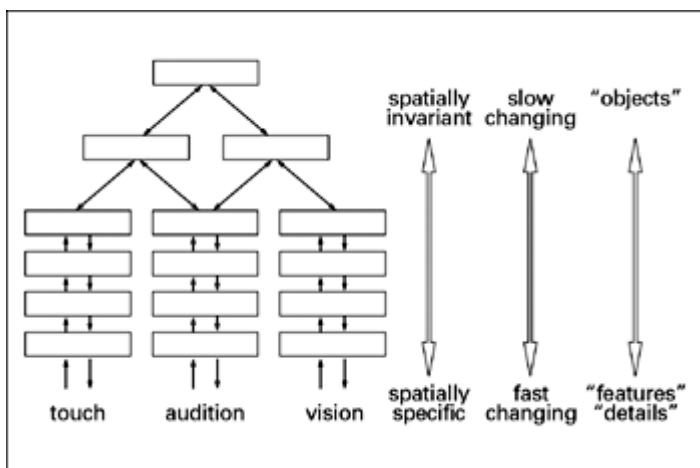 spatially
invariant
slow
changing
“objects”
touch
audition
vision
spatially
specific
fast
changing
“features”
“details”